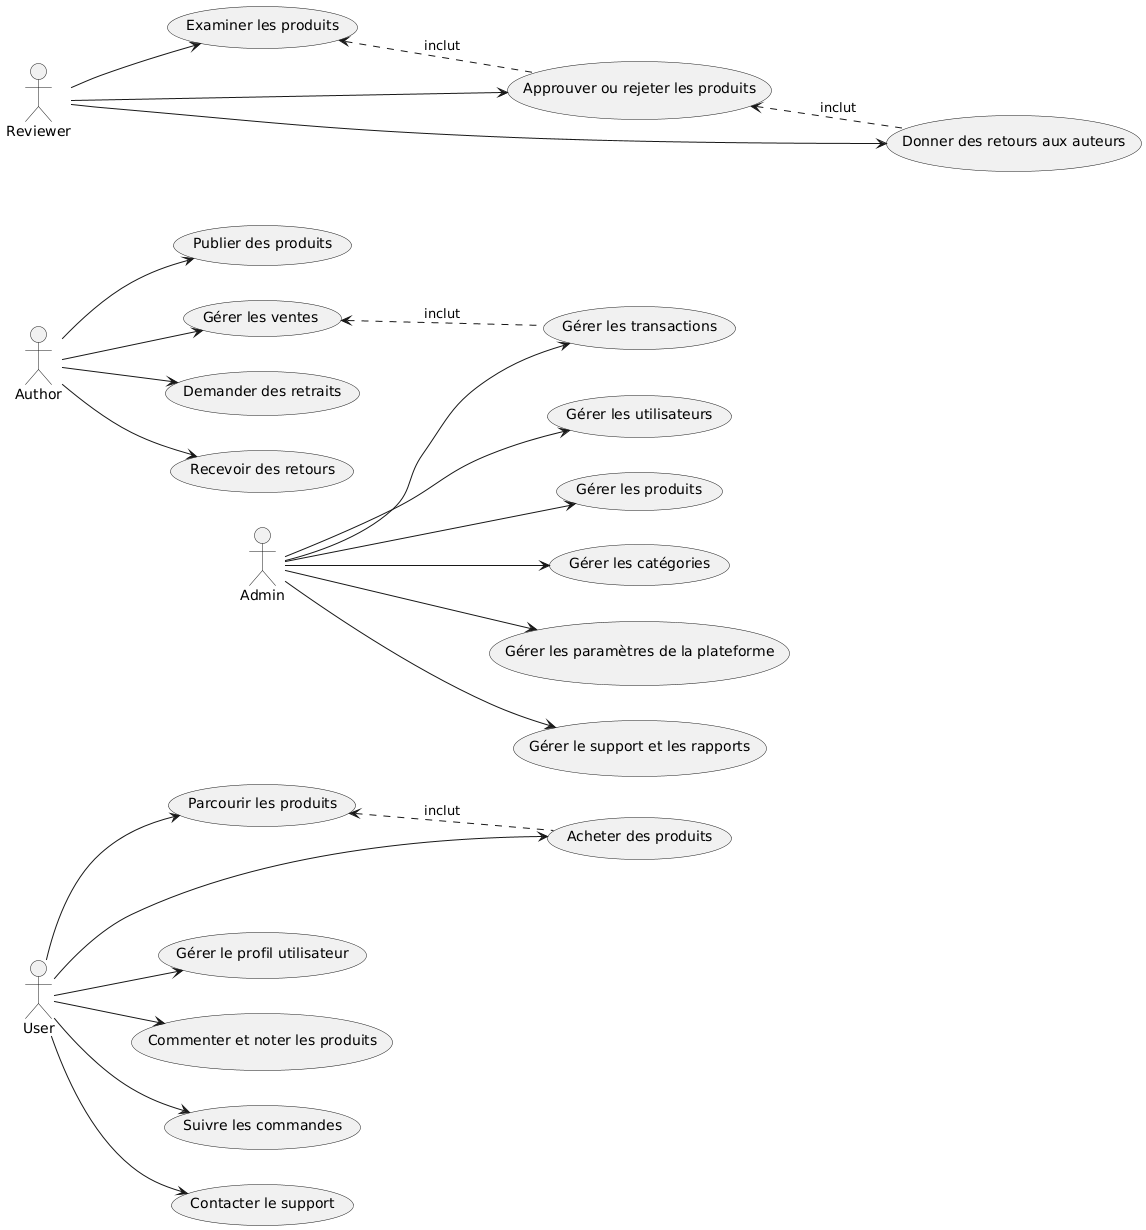 Examiner les produits
inclut
Approuver ou rejeter les produits
inclut
Reviewer
Donner des retours aux auteurs
Publier des produits
Gérer les ventes
inclut
Gérer les transactions
Author
Demander des retraits
Gérer les utilisateurs
Recevoir des retours
Gérer les produits
Gérer les catégories
Admin
Gérer les paramètres de la plateforme
Gérer le support et les rapports
Parcourir les produits
inclut
Acheter des produits
Gérer le profil utilisateur
User
Commenter et noter les produits
Suivre les commandes
Contacter le support